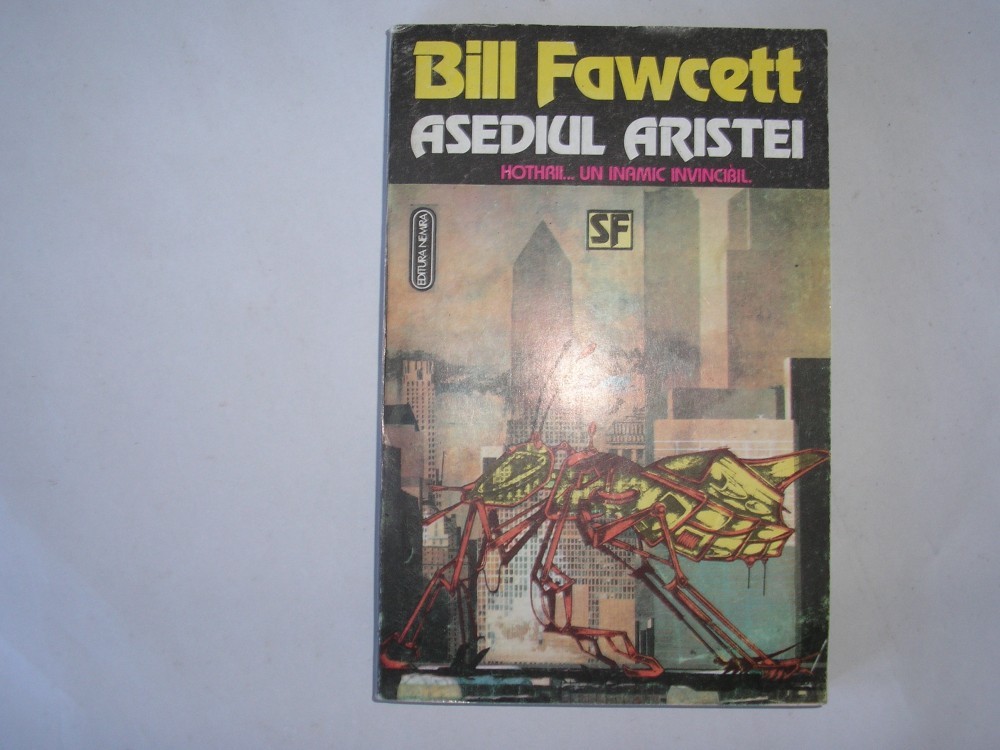 Bill Fawcett
ASEDIUL ARISTEI
HOTHRII... UN INAMIC INVINCIBIL.
EDITURA NEMIRA
SF